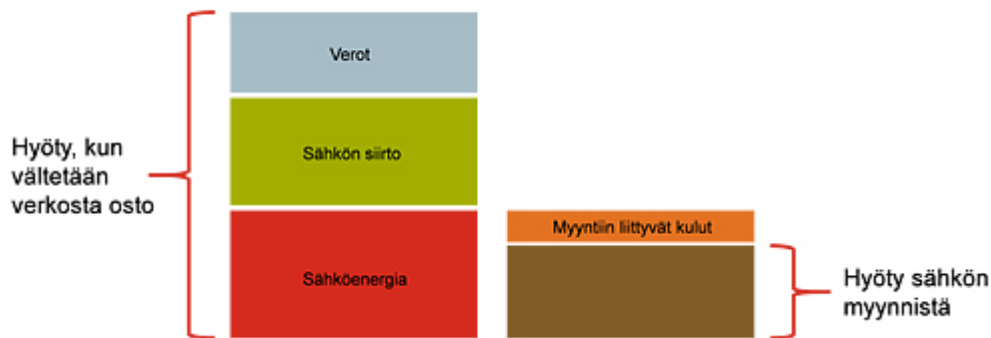 Verot
Sähkön siirto
Hyöty, kun
vältetään
verkosta osto
Sähköenergia
Myyntiin liittyvät kulut
Hyöty sähkön
myynnistä